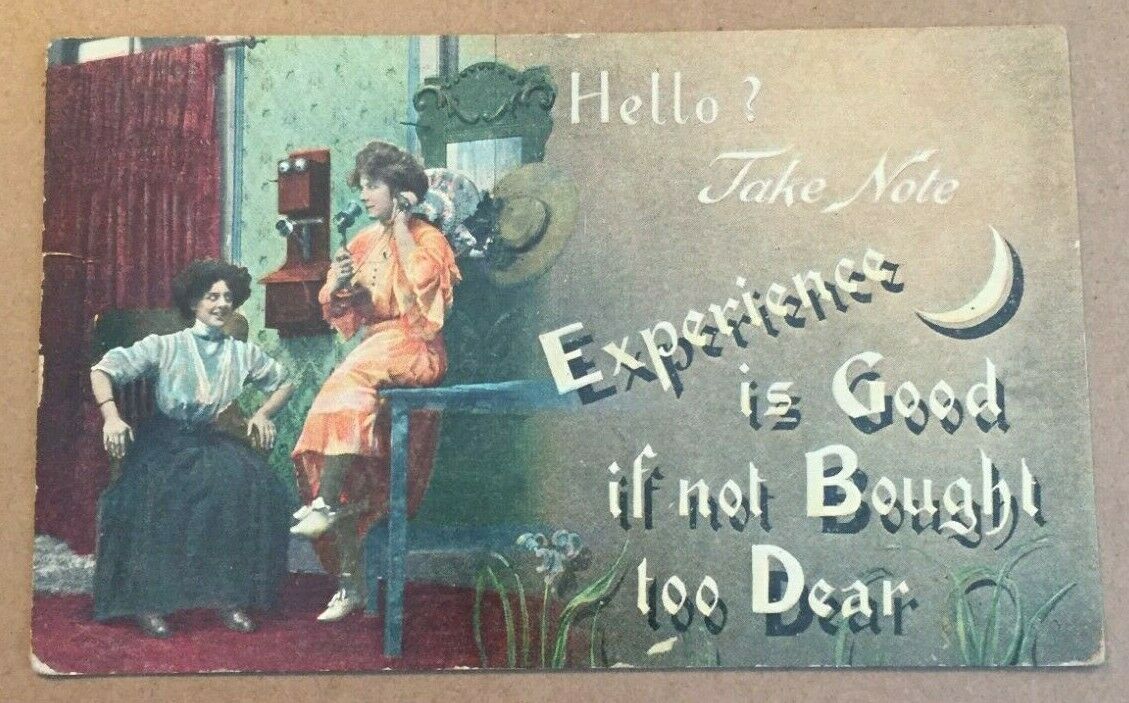 Hello?
Take Note
Experience
is Good
if not Bought
too Dear